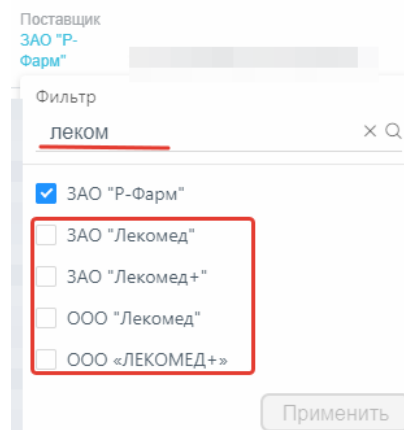 Поставщик
ЗАО "Р-
Фарм"
Фильтр
леком
ЗАО "Р-Фарм"
ЗАО "Лекомед"
ЗАО "Лекомед+"
ООО "Лекомед"
ООО «ЛЕКОМЕД+»
Применить